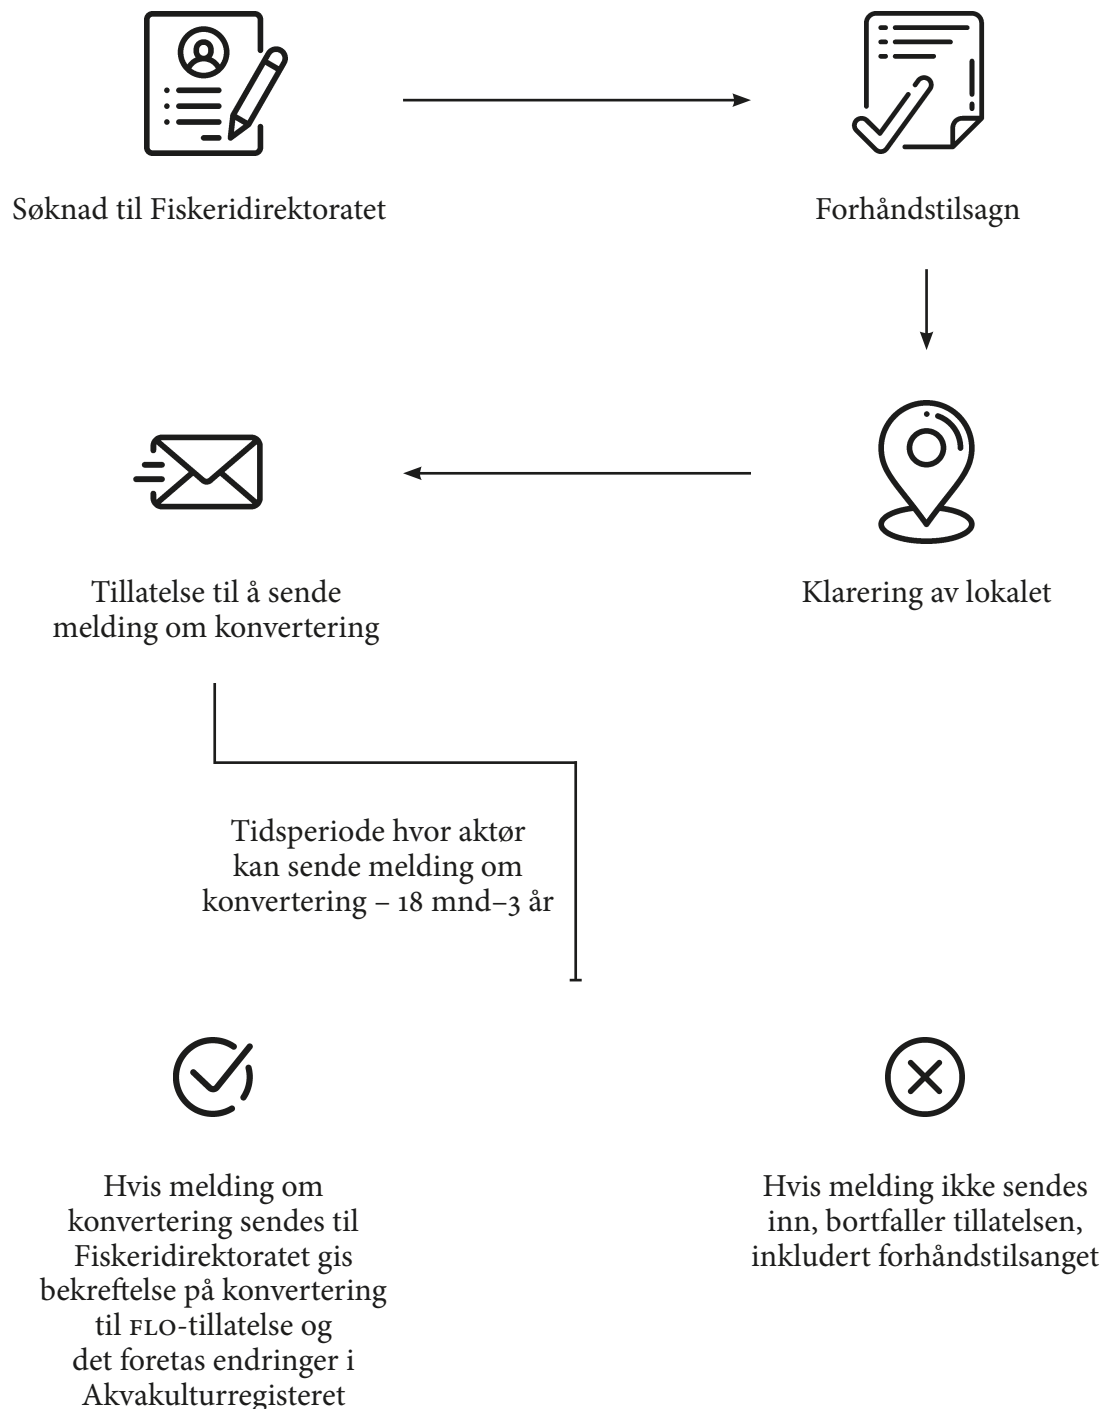 Søknad til Fiskeridirektoratet
Forhåndstilsagn
Klarering av lokalet
Tillatelse til å sende
melding om konvertering
Tidsperiode hvor aktør
kan sende melding om
konvertering – 18 mnd–3 år
Hvis melding om
konvertering sendes til
Fiskeridirektoratet gis
bekreftelse på konvertering
til FLO-tillatelse og
det foretas endringer i
Akvakulturregisteret
Hvis melding ikke sendes
inn, bortfaller tillatelsen,
inkludert forhåndstilsanget